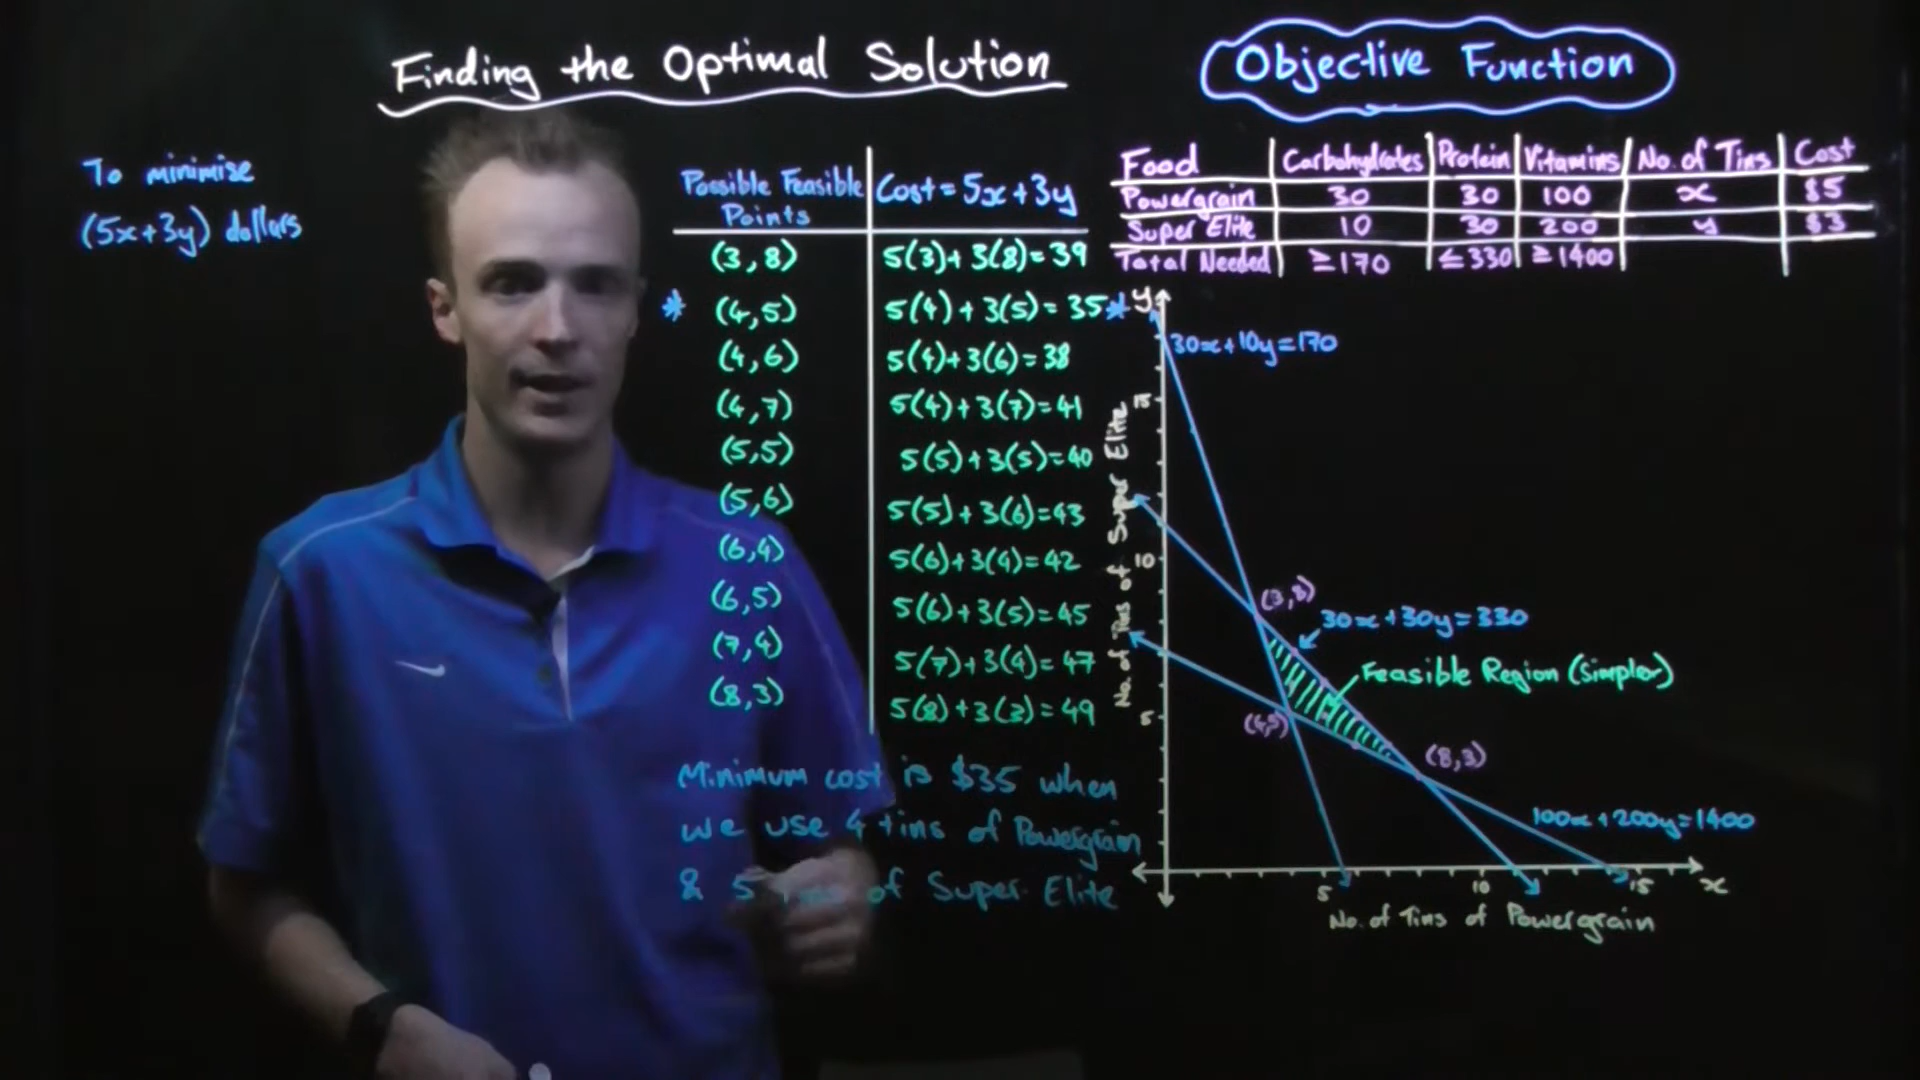 Finding the Optimal Solution
Objective Function
To minimise
(5x+3y) dollars
Possible Feasible Points | Cost = 5x+3y
(3,8) | 5(3)+3(8)=39
* (4,5) | 5(4)+3(5)=35*
(4,6) | 5(4)+3(6)=38
(4,7) | 5(4)+3(7)=41
(5,5) | 5(5)+3(5)=40
(5,6) | 5(5)+3(6)=43
(6,4) | 5(6)+3(4)=42
(6,5) | 5(6)+3(5)=45
(7,4) | 5(7)+3(4)=47
(8,3) | 5(8)+3(3)=49
Minimum cost is $35 when
we use 4 tins of Powergrain
& 5 Tins of Super Elite
Food | Carbohydrates | Protein | Vitamins | No. of Tins | Cost
Powergrain | 30 | 30 | 100 | x | $5
Super Elite | 10 | 30 | 200 | y | $3
Total Needed | ≥170 | ≤330 | ≥1400
y
30x+10y=170
15
10
5
No. of Tins of Super Elite
(3,8)
30x+30y=330
Feasible Region (Simplex)
(4,5)
(8,3)
100x+200y=1400
5
10
15
x
No. of Tins of Powergrain